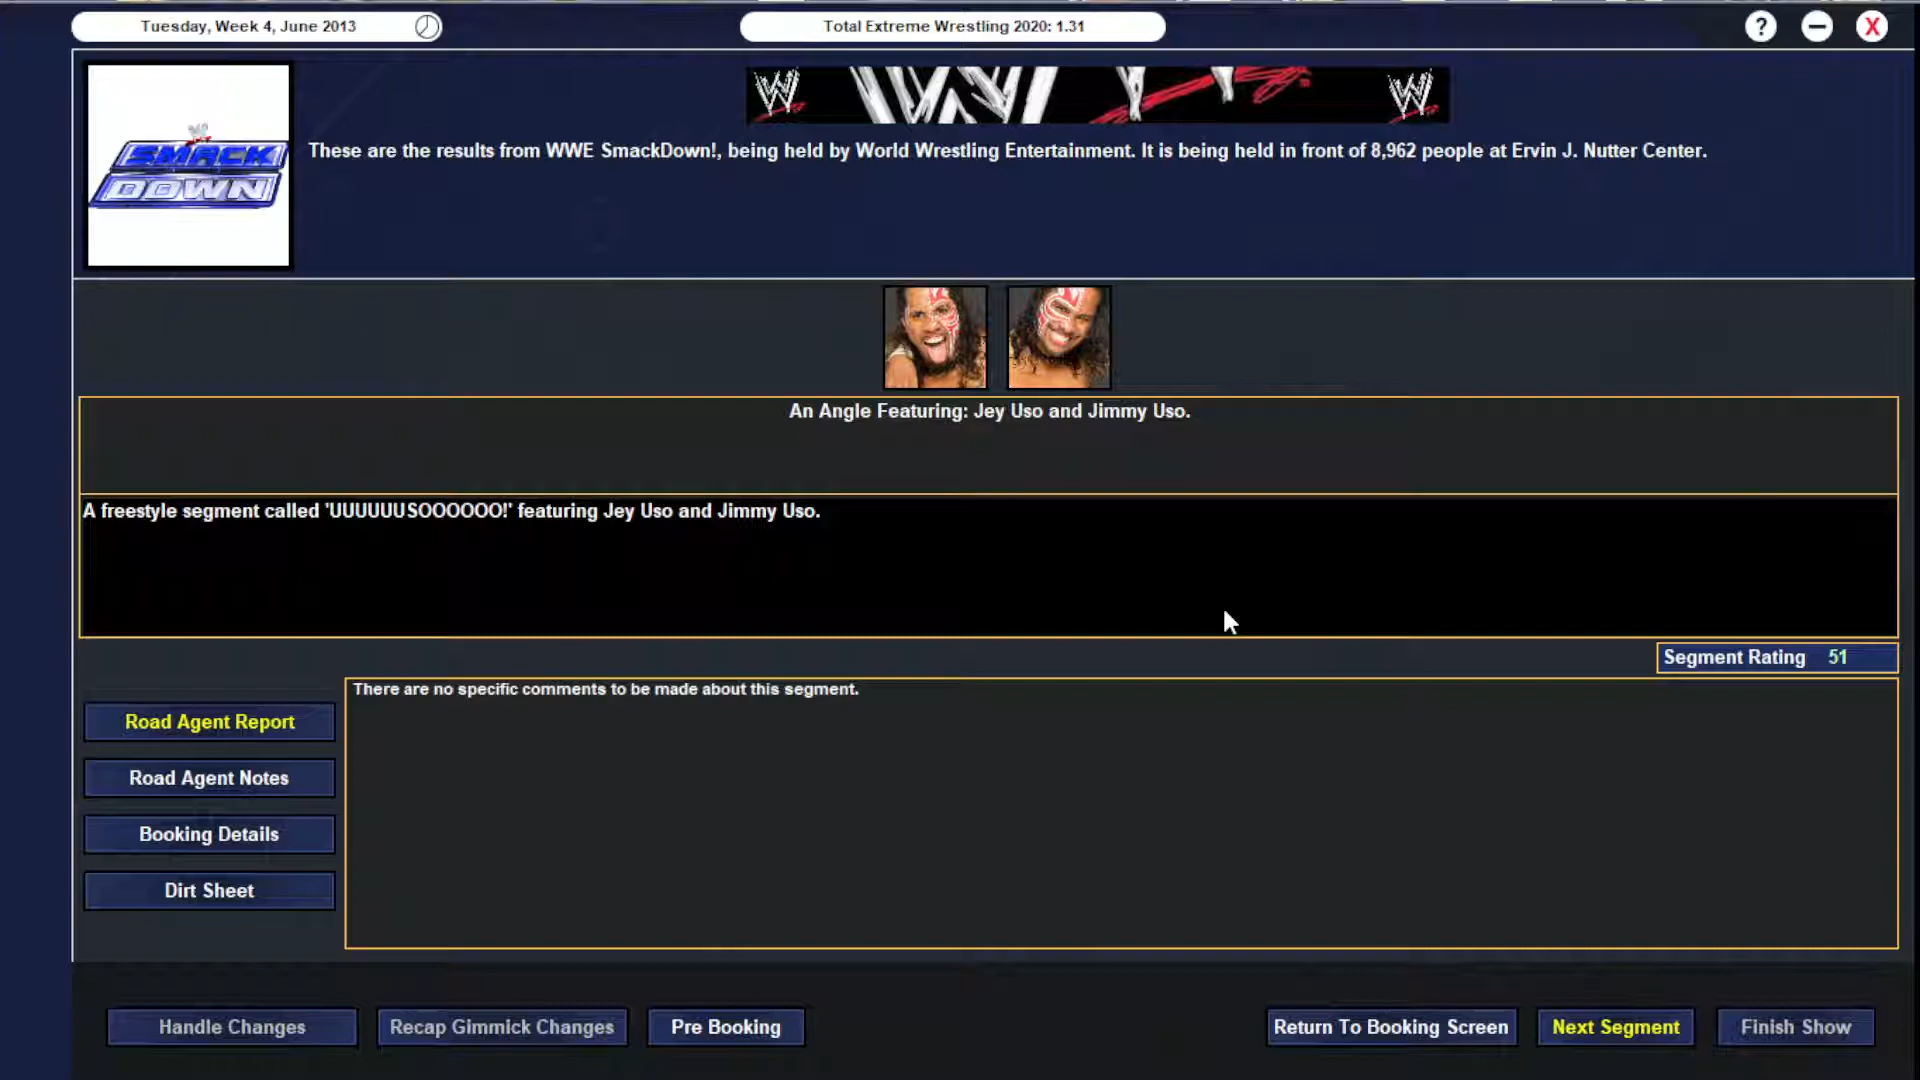 Tuesday, Week 4, June 2013
Total Extreme Wrestling 2020: 1.31
?
X
SMACK
DOWN
These are the results from WWE SmackDown!, being held by World Wrestling Entertainment. It is being held in front of 8,962 people at Ervin J. Nutter Center.
An Angle Featuring: Jey Uso and Jimmy Uso.
A freestyle segment called 'UUUUUUSOOOOOO!' featuring Jey Uso and Jimmy Uso.
Segment Rating 51
There are no specific comments to be made about this segment.
Road Agent Report
Road Agent Notes
Booking Details
Dirt Sheet
Handle Changes
Recap Gimmick Changes
Pre Booking
Return To Booking Screen
Next Segment
Finish Show